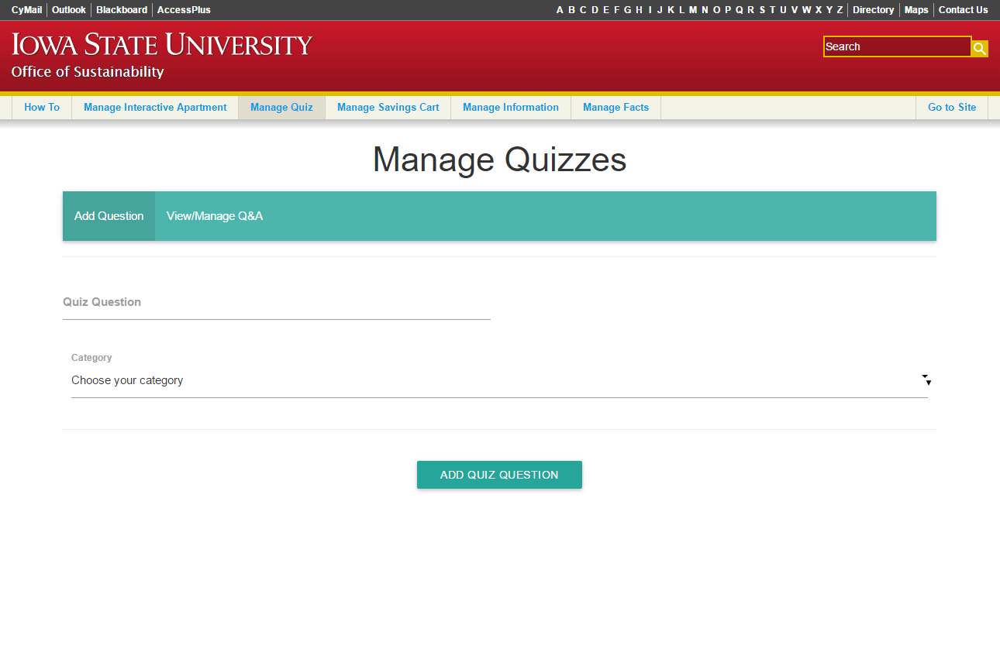 CyMail Outlook Blackboard AccessPlus A B C D E F G H I J K L M N O P Q R S T U V W X Y Z Directory Maps Contact Us
IOWA STATE UNIVERSITY
Search
Office of Sustainability
How To Manage Interactive Apartment Manage Quiz Manage Savings Cart Manage Information Manage Facts Go to Site
Manage Quizzes
Add Question View/Manage Q&A
Quiz Question
Category
Choose your category
ADD QUIZ QUESTION